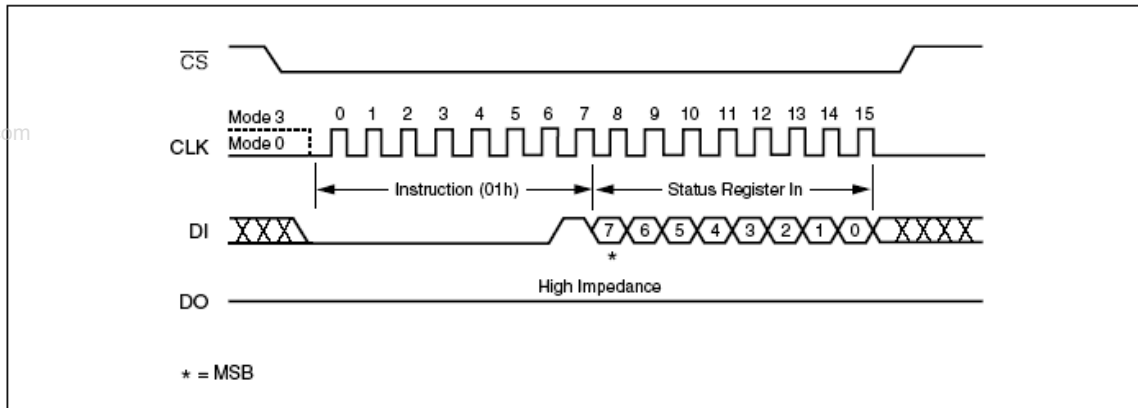 CS
Mode 3 0 1 2 3 4 5 6 7 8 9 10 11 12 13 14 15
om
CLK Mode 0
Instruction (01h) Status Register In
DI 7 6 5 4 3 2 1 0
*
High Impedance
DO
* = MSB